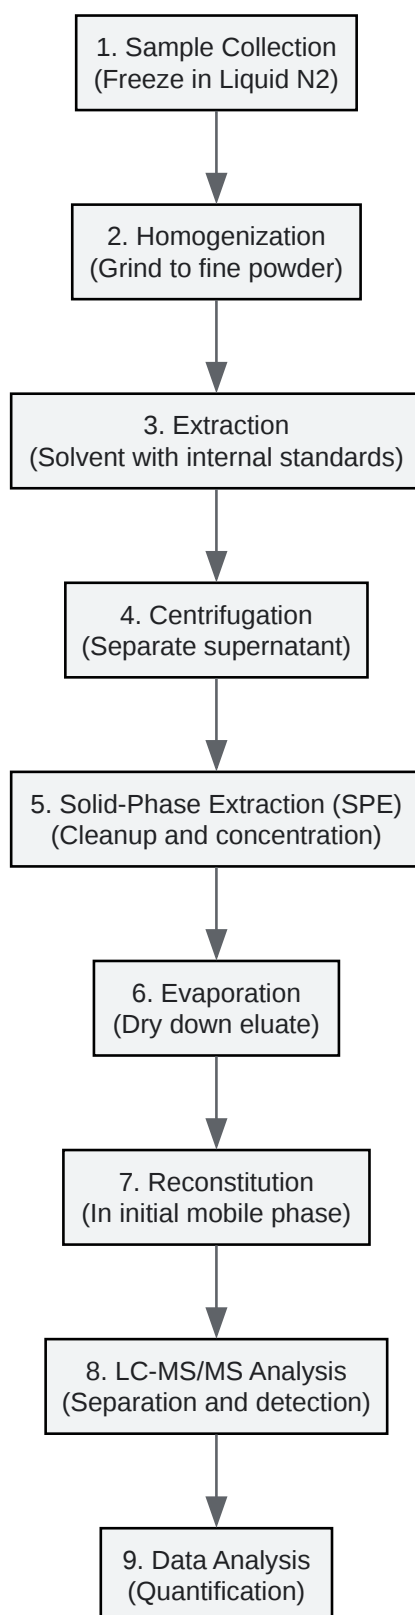 1. Sample Collection
(Freeze in Liquid N2)
2. Homogenization
(Grind to fine powder)
3. Extraction
(Solvent with internal standards)
4. Centrifugation
(Separate supernatant)
5. Solid-Phase Extraction (SPE)
(Cleanup and concentration)
6. Evaporation
(Dry down eluate)
7. Reconstitution
(In initial mobile phase)
8. LC-MS/MS Analysis
(Separation and detection)
9. Data Analysis
(Quantification)